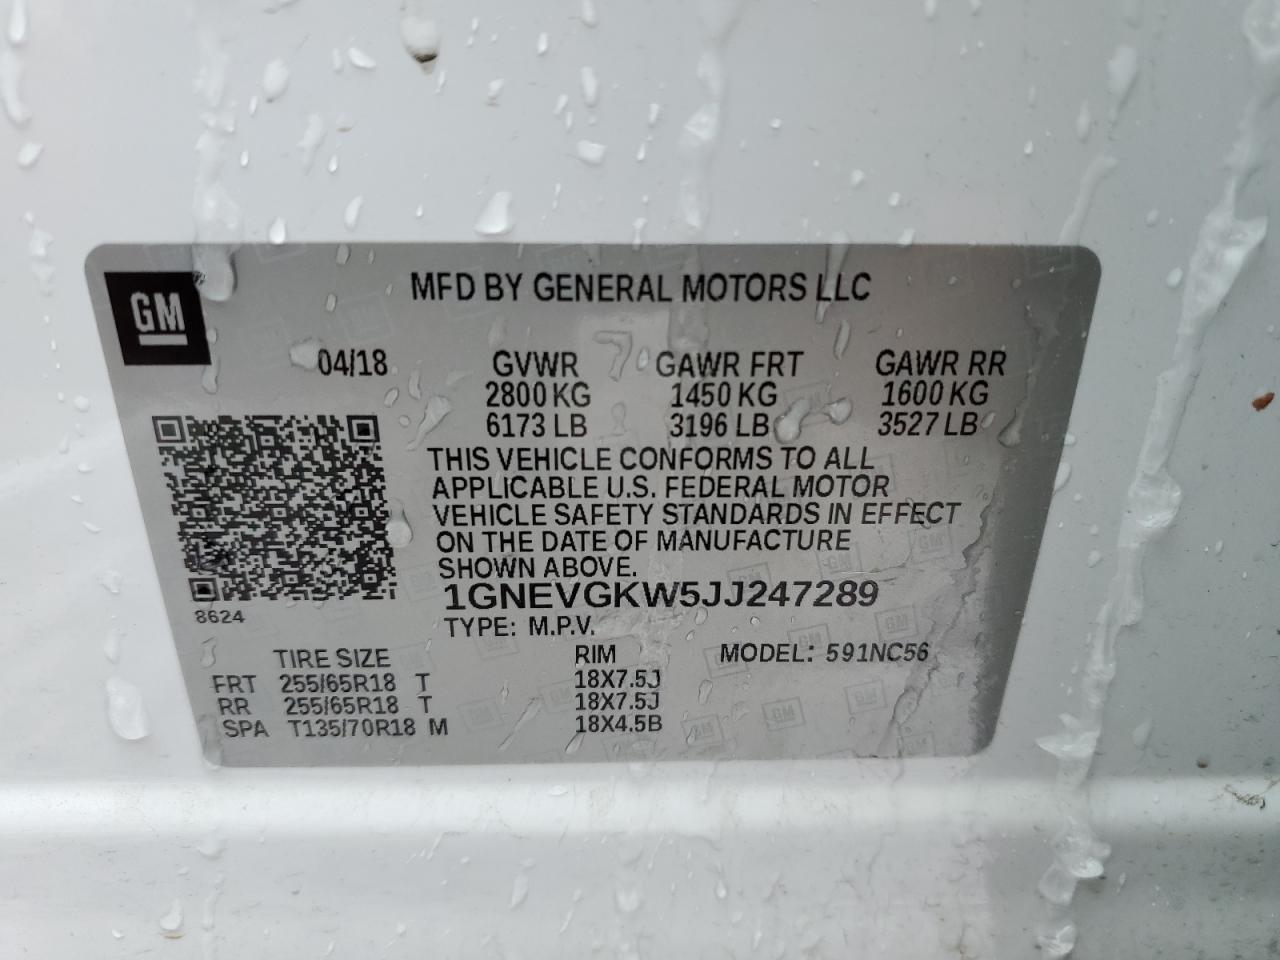 GM
MFD BY GENERAL MOTORS LLC
04/18 GVWR GAWR FRT GAWR RR
2800 KG 1450 KG 1600 KG
6173 LB 3196 LB 3527 LB
THIS VEHICLE CONFORMS TO ALL
APPLICABLE U.S. FEDERAL MOTOR
VEHICLE SAFETY STANDARDS IN EFFECT
ON THE DATE OF MANUFACTURE
SHOWN ABOVE.
1GNEVGKW5JJ247289
8624
TYPE: M.P.V.
TIRE SIZE RIM MODEL: 591NC56
FRT 255/65R18 T 18X7.5J
RR 255/65R18 T 18X7.5J
SPA T135/70R18 M 18X4.5B